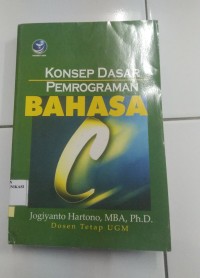 KONSEP DASAR
PEMROGRAMAN
BAHASA
C
Jogiyanto Hartono, MBA, Ph.D.
Dosen Tetap UGM